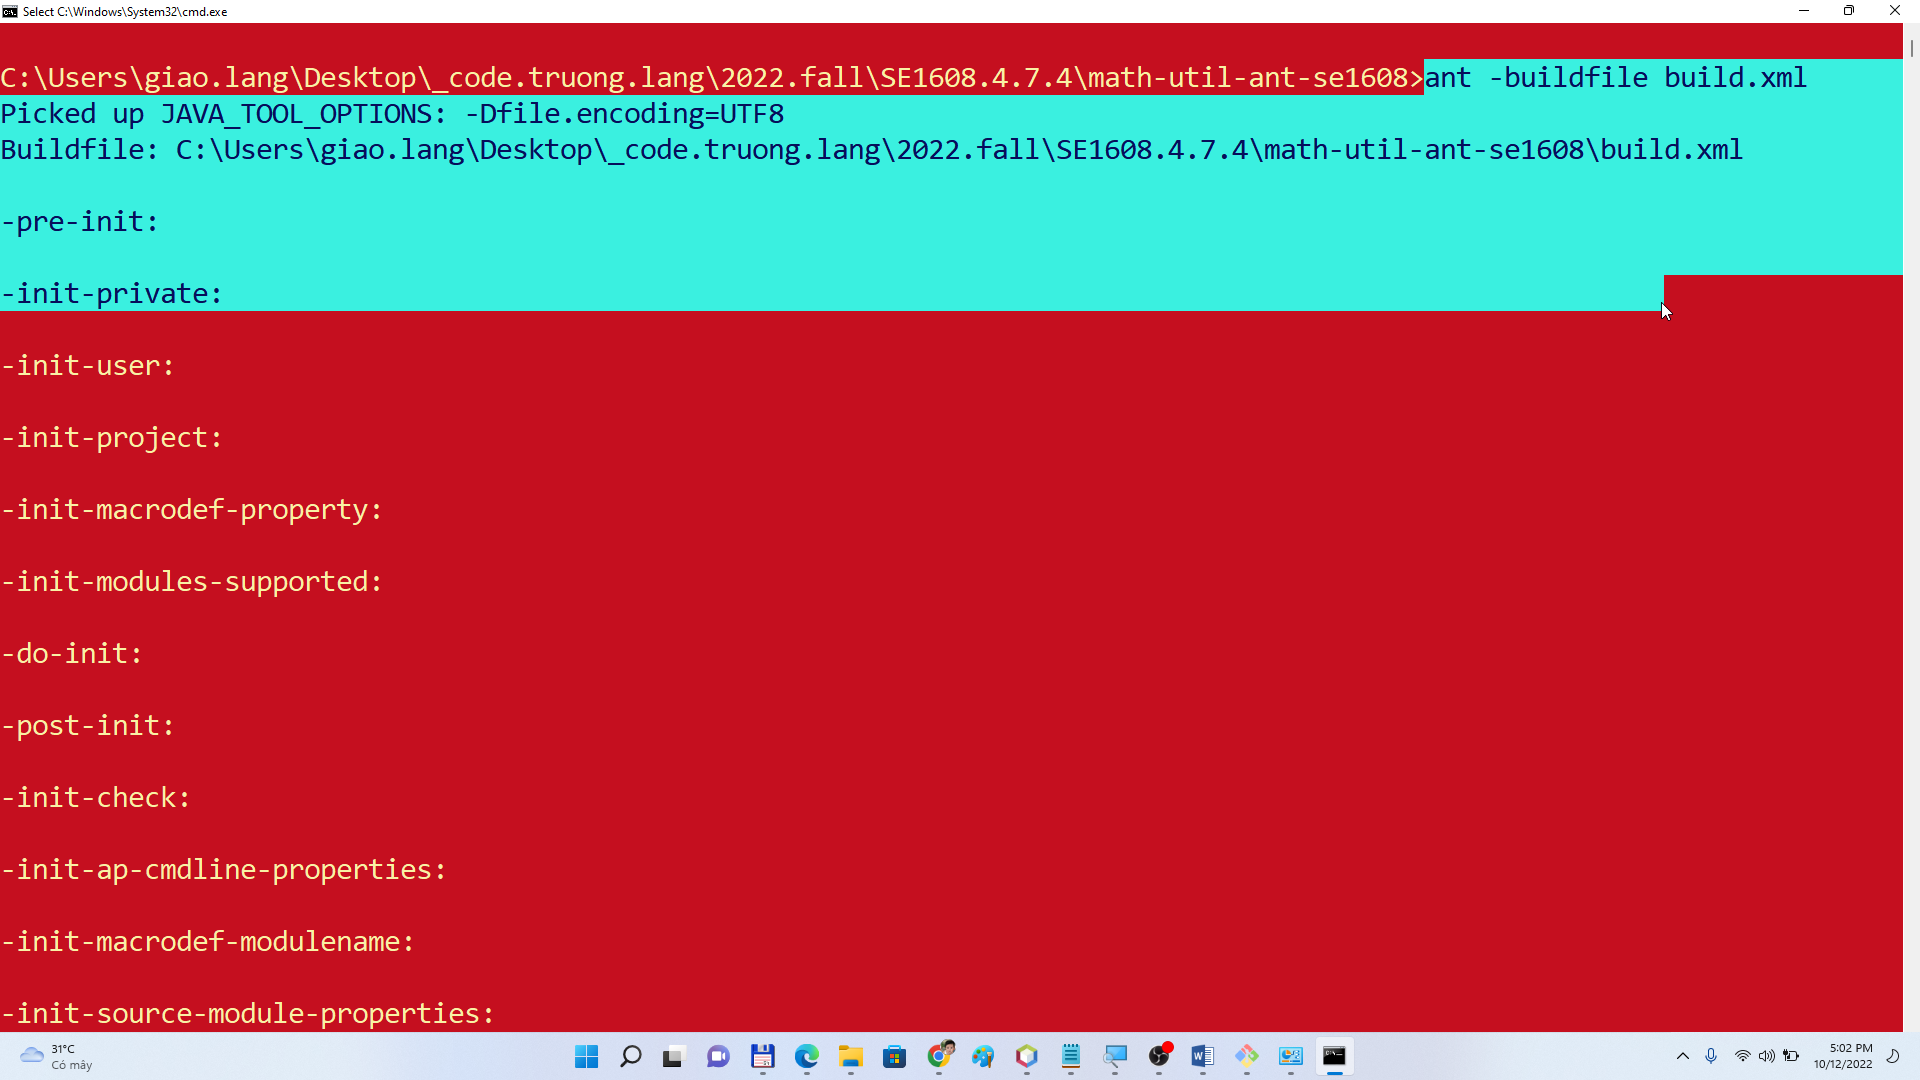 Select C:\Windows\System32\cmd.exe
C:\Users\giao.lang\Desktop\_code.truong.lang\2022.fall\SE1608.4.7.4\math-util-ant-se1608>ant -buildfile build.xml
Picked up JAVA_TOOL_OPTIONS: -Dfile.encoding=UTF8
Buildfile: C:\Users\giao.lang\Desktop\_code.truong.lang\2022.fall\SE1608.4.7.4\math-util-ant-se1608\build.xml
-pre-init:
-init-private:
-init-user:
-init-project:
-init-macrodef-property:
-init-modules-supported:
-do-init:
-post-init:
-init-check:
-init-ap-cmdline-properties:
-init-macrodef-modulename:
-init-source-module-properties:
31°C
Có mây
5:02 PM
10/12/2022